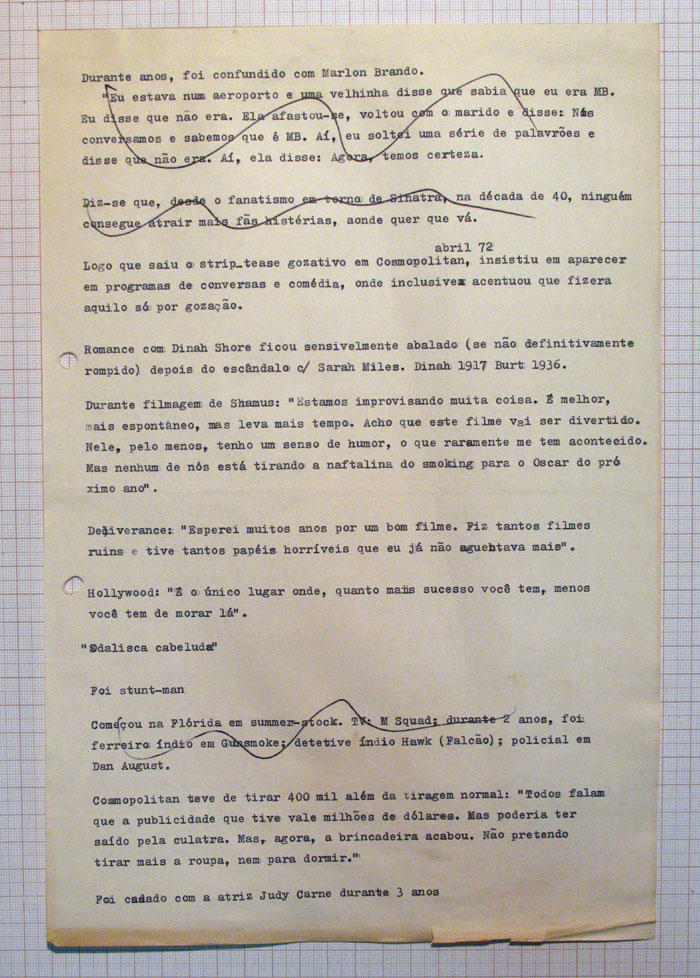 Durante anos, foi confundido com Marlon Brando.
"Eu estava num aeroporto e uma velhinha disse que sabia que eu era MB.
Eu disse que não era. Ela afastou-se, voltou com o marido e disse: Nós
conversamos e sabemos que é MB. Aí, eu soltei uma série de palavrões e
disse que não era. Aí, ela disse: Agora, temos certeza.
Diz-se que, desde o fanatismo em torno de Sinatra, na década de 40, ninguém
consegue atrair mais fãs histérias, aonde quer que vá.
abril 72
Logo que saiu o strip-tease gozativo em Cosmopolitan, insistiu em aparecer
em programas de conversas e comédia, onde inclusivex acentuou que fizera
aquilo só por gozação.
Romance com Dinah Shore ficou sensivelmente abalado (se não definitivamente
rompido) depois do escândalo c/ Sarah Miles. Dinah 1917 Burt 1936.
Durante filmagem de Shamus: "Estamos improvisando muita coisa. É melhor,
mais espontâneo, mas leva mais tempo. Acho que este filme vai ser divertido.
Nele, pelo menos, tenho um senso de humor, o que raramente me tem acontecido.
Mas nenhum de nós está tirando a naftalina do smoking para o Oscar do pró
ximo ano".
Deliverance: "Esperei muitos anos por um bom filme. Fiz tantos filmes
ruins e tive tantos papéis horríveis que eu já não aguentava mais".
Hollywood: "É o único lugar onde, quanto mais sucesso você tem, menos
você tem de morar lá".
"Odalisca cabeluda"
Foi stunt-man
Começou na Flórida em summer-stock. TV: M Squad; durante 2 anos, foi
ferreiro índio em Gunsmoke; detetive índio Hawk (Falcão); policial em
Dan August.
Cosmopolitan teve de tirar 400 mil além da tiragem normal: "Todos falam
que a publicidade que tive vale milhões de dólares. Mas poderia ter
saído pela culatra. Mas, agora, a brincadeira acabou. Não pretendo
tirar mais a roupa, nem para dormir."
Foi casado com a atriz Judy Carne durante 3 anos